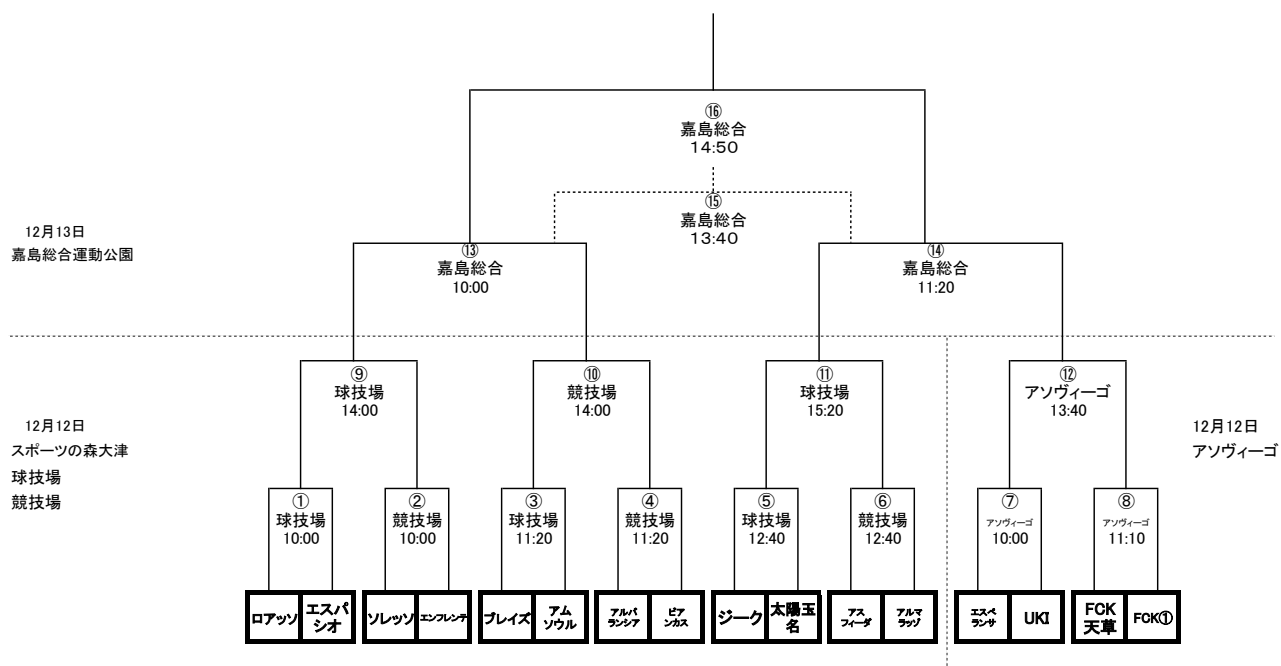 ⑯
嘉島総合
14:50
⑮
嘉島総合
13:40
12月13日
嘉島総合運動公園
⑬
嘉島総合
10:00
⑭
嘉島総合
11:20
⑨
球技場
14:00
⑩
競技場
14:00
⑪
球技場
15:20
⑫
アソヴィーゴ
13:40
12月12日
スポーツの森大津
球技場
競技場
12月12日
アソヴィーゴ
①
球技場
10:00
②
競技場
10:00
③
球技場
11:20
④
競技場
11:20
⑤
球技場
12:40
⑥
競技場
12:40
⑦
アソヴィーゴ
10:00
⑧
アソヴィーゴ
11:10
ロアッソ
エスパ
シオ
ソレッソ
エンフレンテ
ブレイズ
アム
ソウル
アルバ
ランシア
ビア
ンカス
ジーク
太陽玉
名
アス
フィーダ
アルマ
ラッゾ
エスペ
ランサ
UKI
FCK
天草
FCK①